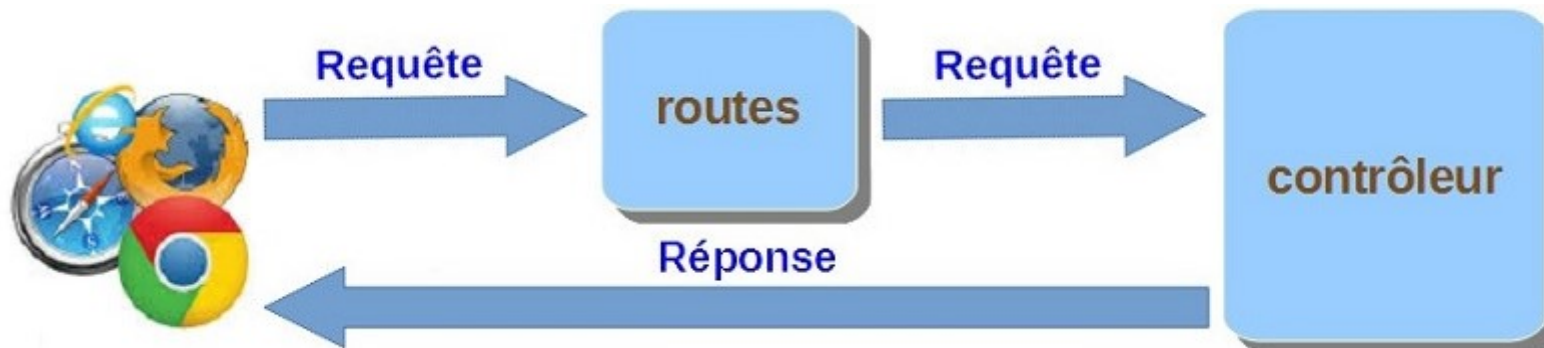 Requête
routes
Requête
contrôleur
Réponse